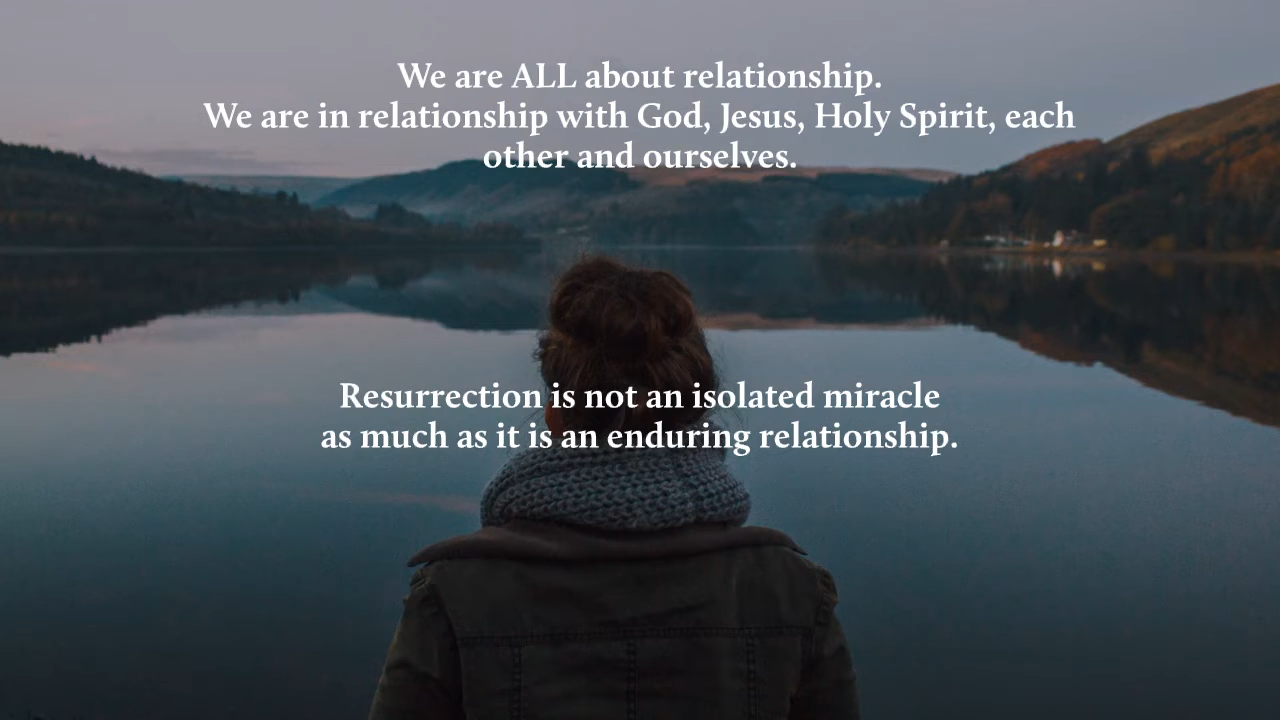 We are ALL about relationship.
We are in relationship with God, Jesus, Holy Spirit, each
other and ourselves.
Resurrection is not an isolated miracle
as much as it is an enduring relationship.